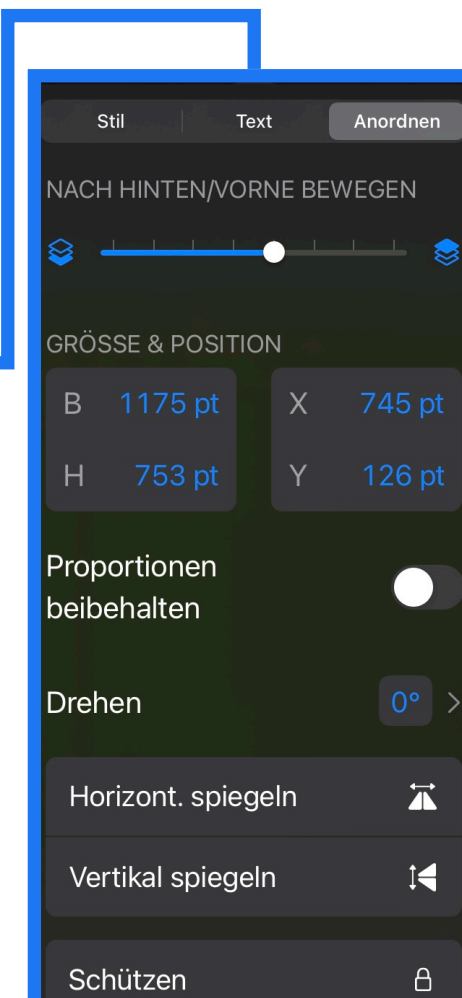 Stil Text Anordnen
NACH HINTEN/VORNE BEWEGEN
GRÖSSE & POSITION
B 1175 pt X 745 pt
H 753 pt Y 126 pt
Proportionen
beibehalten
Drehen 0°
Horizont. spiegeln
Vertikal spiegeln
Schützen